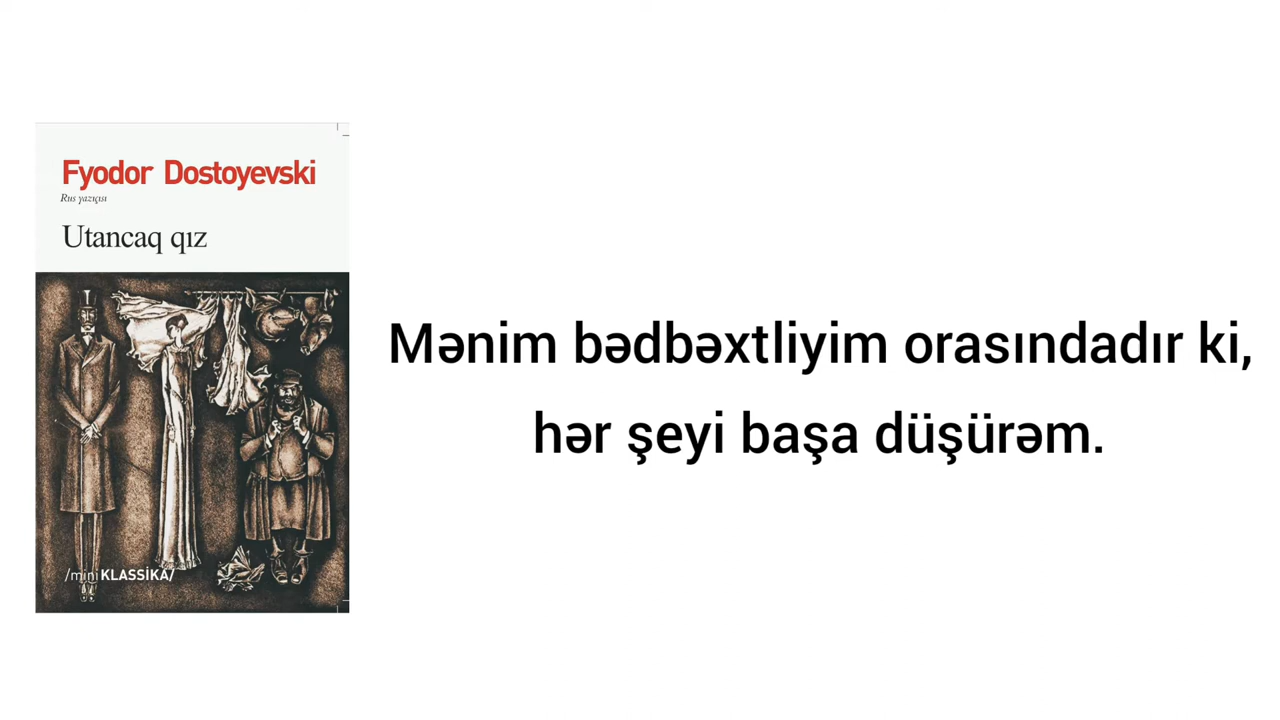 Fyodor Dostoyevski
Rus yazıçısı
Utancaq qız
/mini KLASSİKA/
Mənim bədbəxtliyim orasındadır ki,
hər şeyi başa düşürəm.